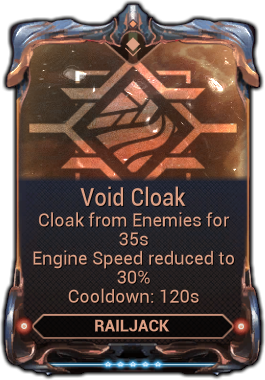 Void Cloak
Cloak from Enemies for
35s
Engine Speed reduced to
30%
Cooldown: 120s
RAILJACK